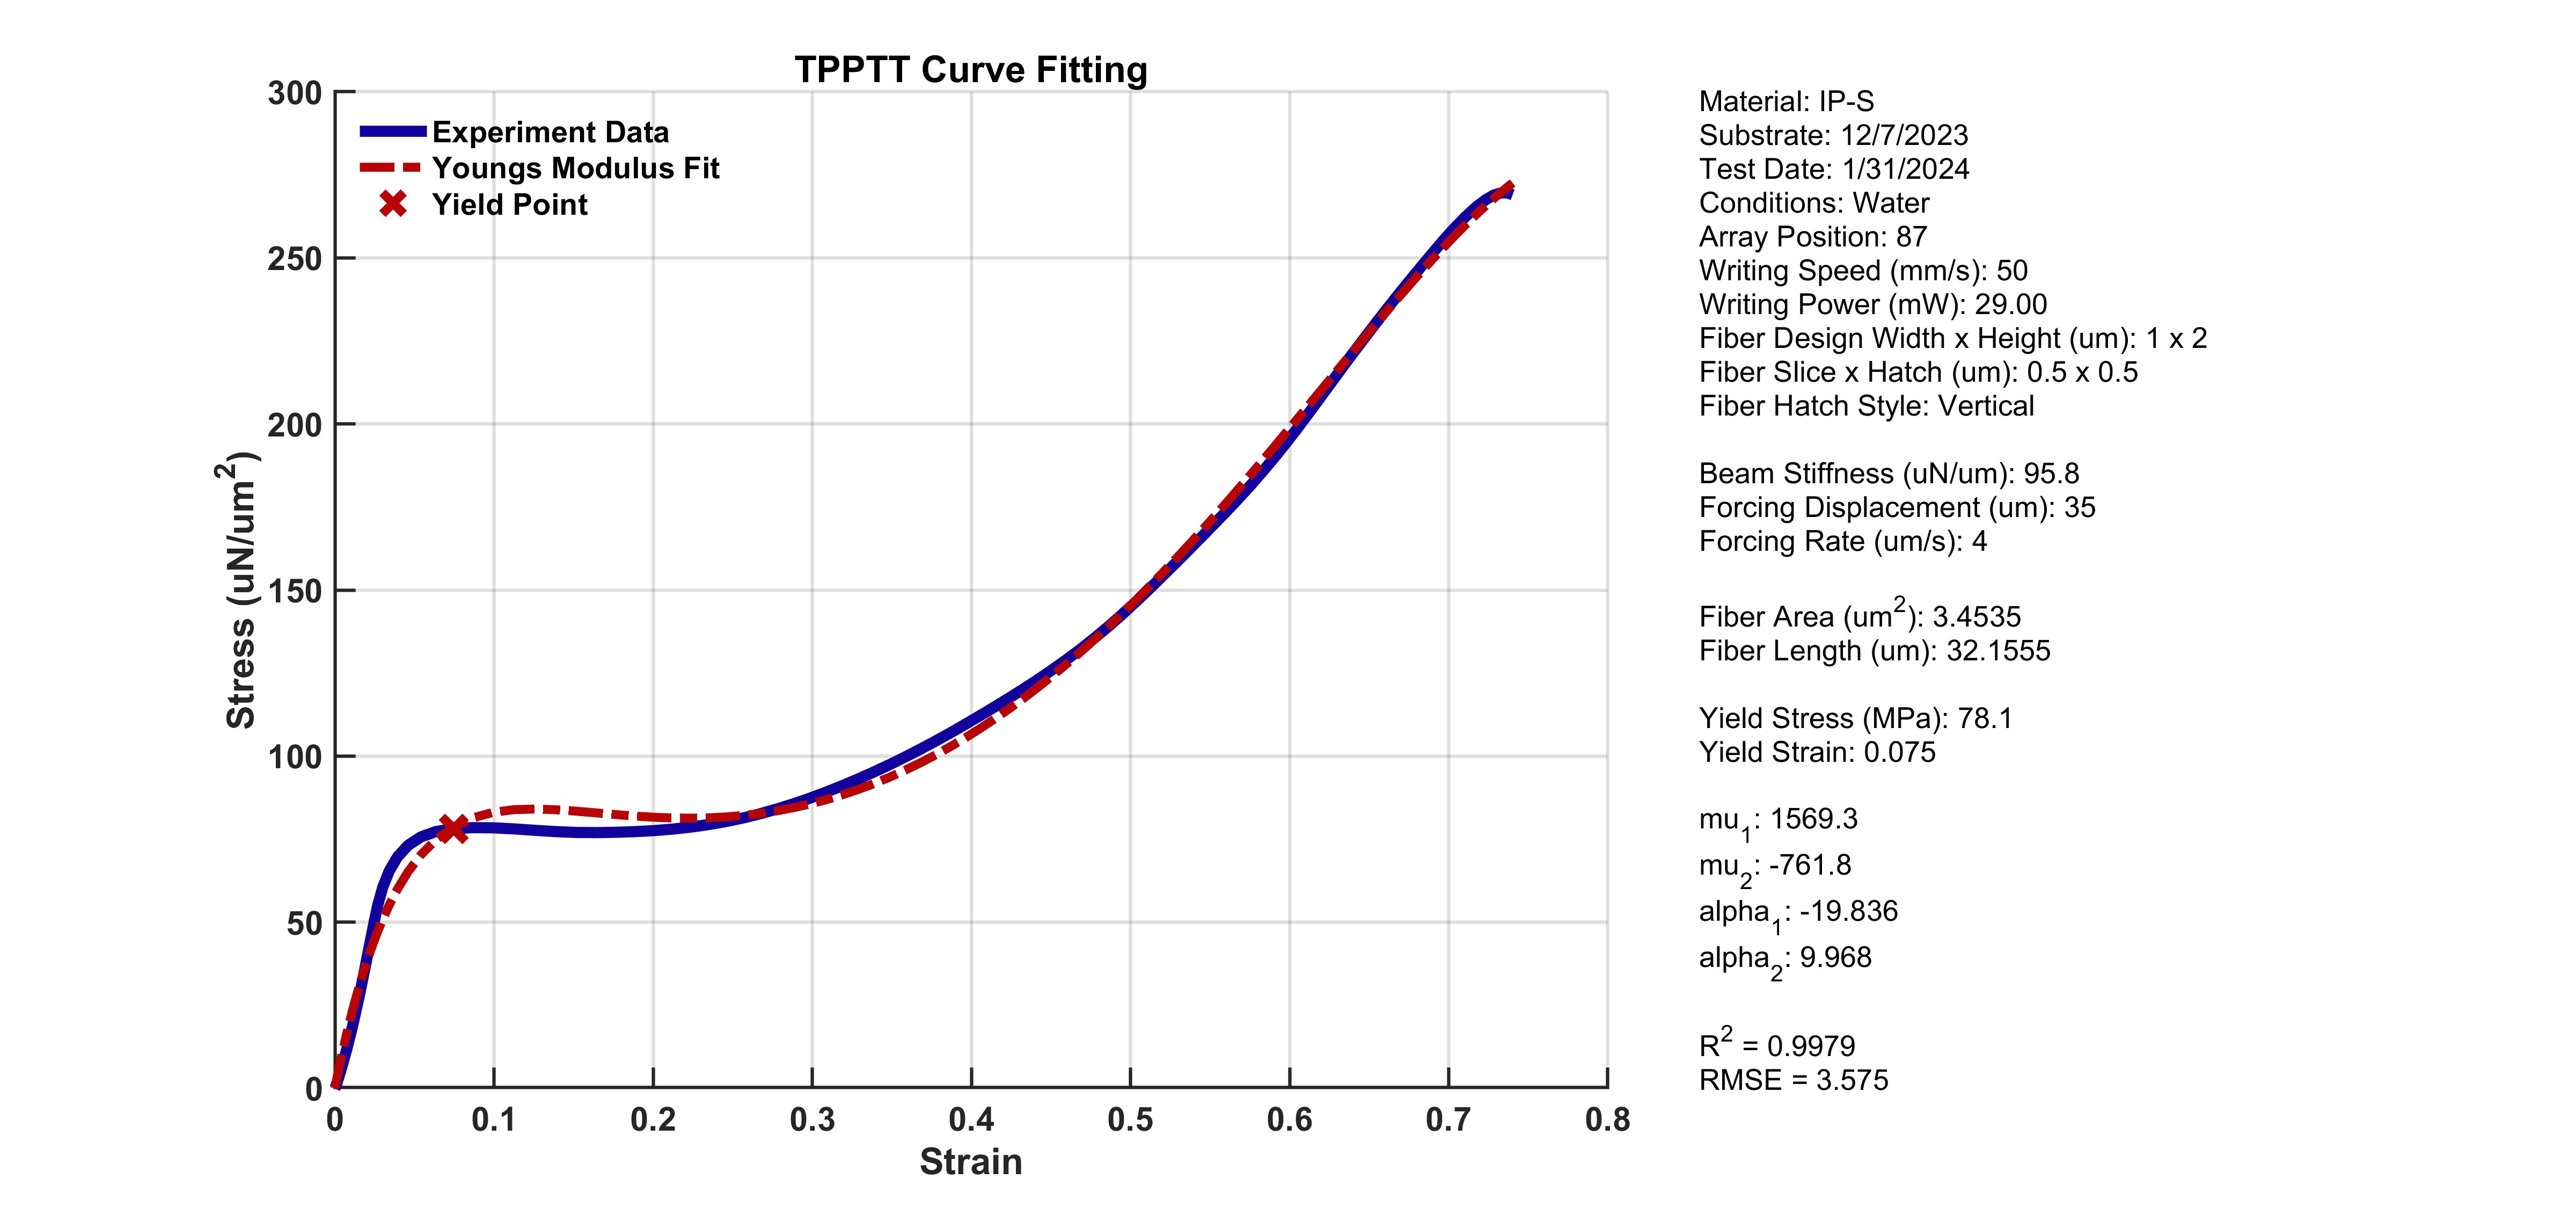 TPPTT Curve Fitting
300
250
200
150
100
50
0
Stress (uN/um²)
Experiment Data
Youngs Modulus Fit
Yield Point
0 0.1 0.2 0.3 0.4 0.5 0.6 0.7 0.8
Strain
Material: IP-S
Substrate: 12/7/2023
Test Date: 1/31/2024
Conditions: Water
Array Position: 87
Writing Speed (mm/s): 50
Writing Power (mW): 29.00
Fiber Design Width x Height (um): 1 x 2
Fiber Slice x Hatch (um): 0.5 x 0.5
Fiber Hatch Style: Vertical
Beam Stiffness (uN/um): 95.8
Forcing Displacement (um): 35
Forcing Rate (um/s): 4
Fiber Area (um²): 3.4535
Fiber Length (um): 32.1555
Yield Stress (MPa): 78.1
Yield Strain: 0.075
mu₁: 1569.3
mu₂: -761.8
alpha₁: -19.836
alpha₂: 9.968
R² = 0.9979
RMSE = 3.575